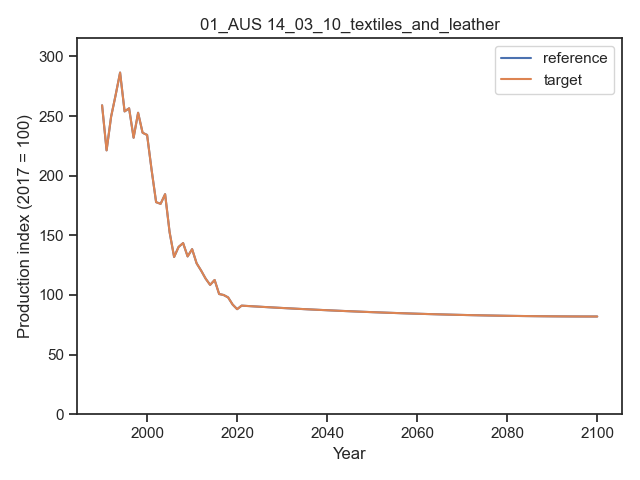 01_AUS 14_03_10_textiles_and_leather
reference
target
Production index (2017 = 100)
300
250
200
150
100
50
0
2000 2020 2040 2060 2080 2100
Year